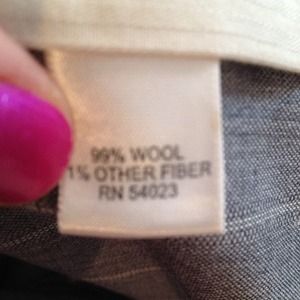 99% WOOL
1% OTHER FIBER
RN 54023